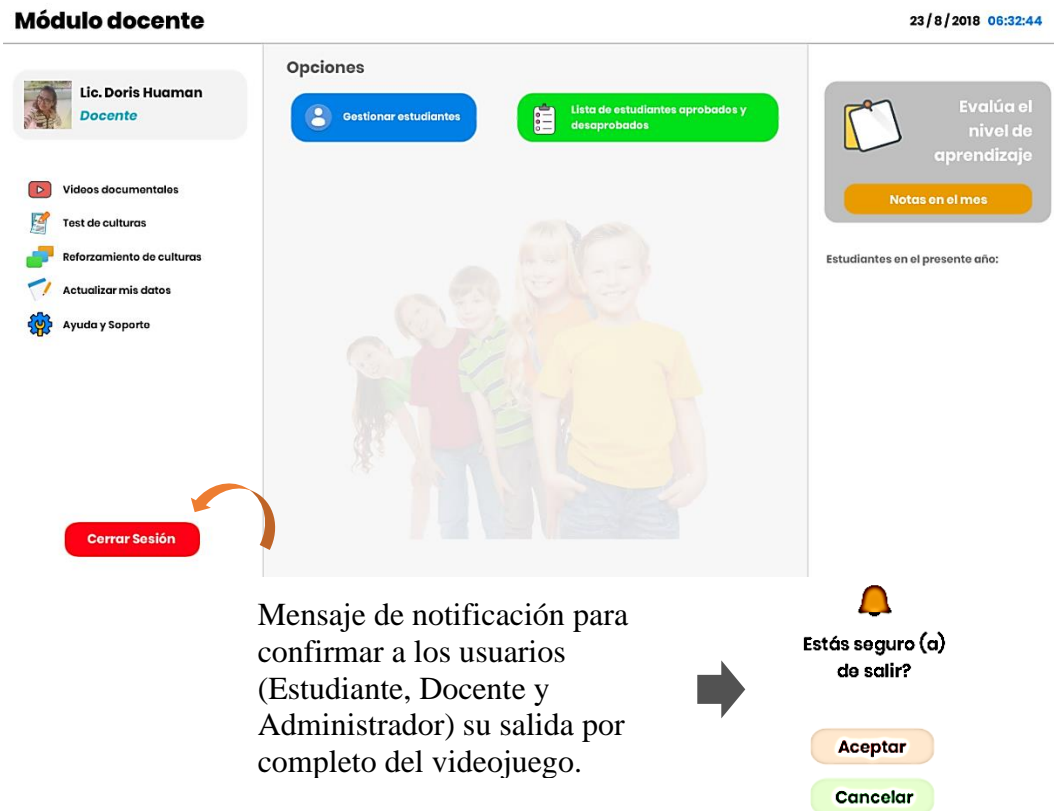 Módulo docente
23 / 8 / 2018 06:32:44
Lic. Doris Huaman
Docente
Videos documentales
Test de culturas
Reforzamiento de culturas
Actualizar mis datos
Ayuda y Soporte
Cerrar Sesión
Opciones
Gestionar estudiantes
Lista de estudiantes aprobados y
desaprobados
Evalúa el
nivel de
aprendizaje
Notas en el mes
Estudiantes en el presente año:
Mensaje de notificación para
confirmar a los usuarios
(Estudiante, Docente y
Administrador) su salida por
completo del videojuego.
Estás seguro (a)
de salir?
Aceptar
Cancelar